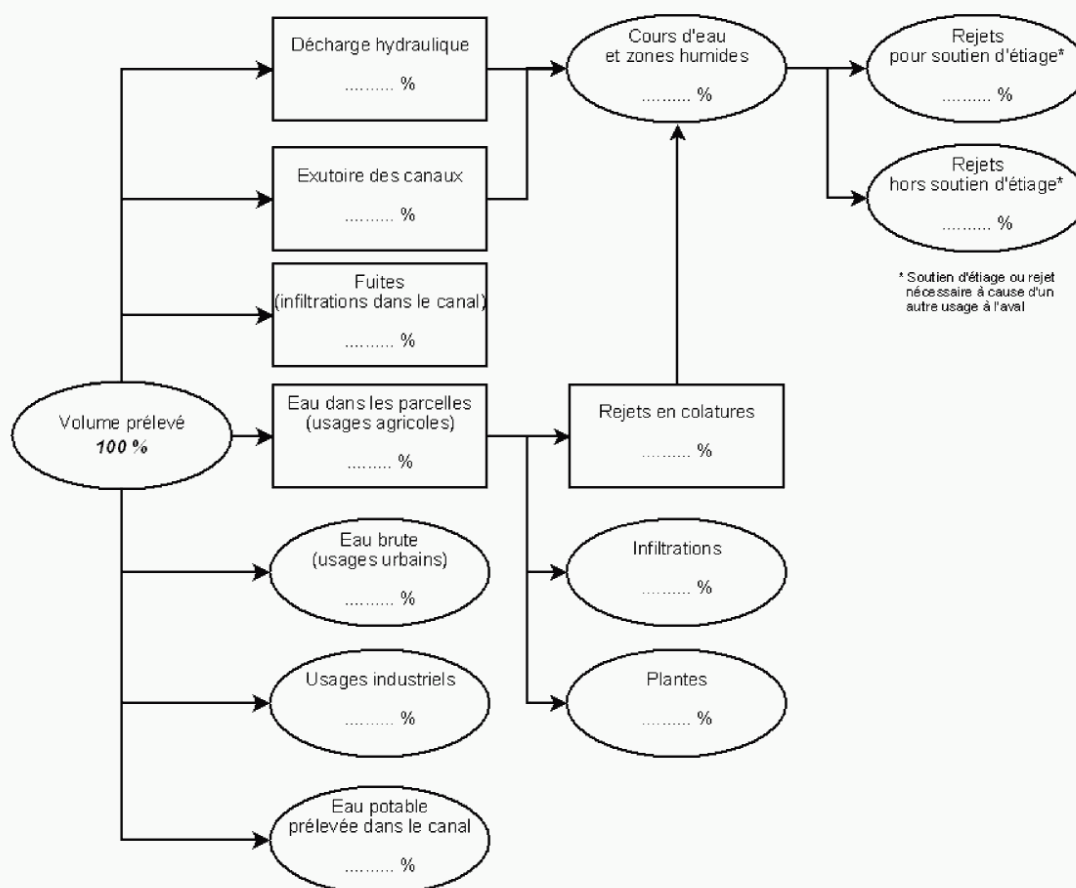 Décharge hydraulique
.......... %
Cours d'eau
et zones humides
.......... %
Rejets
pour soutien d'étiage*
.......... %
Exutoire des canaux
.......... %
Rejets
hors soutien d'étiage*
.......... %
Fuites
(infiltrations dans le canal)
.......... %
* Soutien d'étiage ou rejet
nécessaire à cause d'un
autre usage à l'aval
Volume prélevé
100 %
Eau dans les parcelles
(usages agricoles)
.......... %
Rejets en colatures
.......... %
Eau brute
(usages urbains)
.......... %
Infiltrations
.......... %
Usages industriels
.......... %
Plantes
.......... %
Eau potable
prélevée dans le canal
.......... %